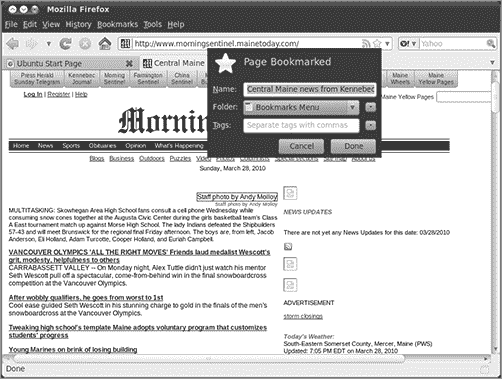 Mozilla Firefox
File Edit View History Bookmarks Tools Help
http://www.morningsentinel.mainetoday.com/
Yahoo
Ubuntu Start Page
Central Maine
Page Bookmarked
Name: Central Maine news from Kennebec
Folder: Bookmarks Menu
Tags: Separate tags with commas
Cancel Done
Press Herald Sunday Telegram
Kennebec Journal
Morning Sentinel
Farmington
China
Maine Wheels
Maine Yellow Pages
Log In | Register | Help
Mornin
Home News Sports Obituaries Opinion What's Happening
Blogs Business Outdoors Puzzles
Sunday, March 28, 2010
Staff photo by Andy Molloy
Staff photo by Andy Molloy
MULTITASKING: Skowhegan Area High School fans consult a cell phone Wednesday while
consuming snow cones together at the Augusta Civic Center during the girls basketball team's Class
A East tournament match up against Morse High School. The lady Indians defeated the Shipbuilders
57-43 and will meet Brunswick for the regional final Friday afternoon. The boys are, from left, Jacob
Anderson, Eli Holland, Adam Turcotte, Cooper Holland, and Euriah Campbell.
VANCOUVER OLYMPICS 'ALL THE RIGHT MOVES' Friends laud medalist Wescott's
grit, modesty, helpfulness to others
CARRABASSETT VALLEY -- On Monday night, Alex Tuttle didn't just watch his mentor
Seth Wescott pull off a spectacular, come-from-behind win in the final snowboardcross
competition at the Vancouver Olympics.
After wobbly qualifiers, he goes from worst to 1st
Cool ease guided Seth Wescott in his stunning charge to gold in the finals of the men's
snowboardcross at the Vancouver Olympics.
Tweaking high school's template Maine adopts voluntary program that customizes
students' progress
Young Marines on brink of losing building
NEWS UPDATES
There are not yet any News Updates for this date: 03/28/2010
ADVERTISEMENT
storm closings
Today's Weather:
South-Eastern Somerset County, Mercer, Maine (PWS)
Updated: 7:05 PM EDT on March 28, 2010
Done